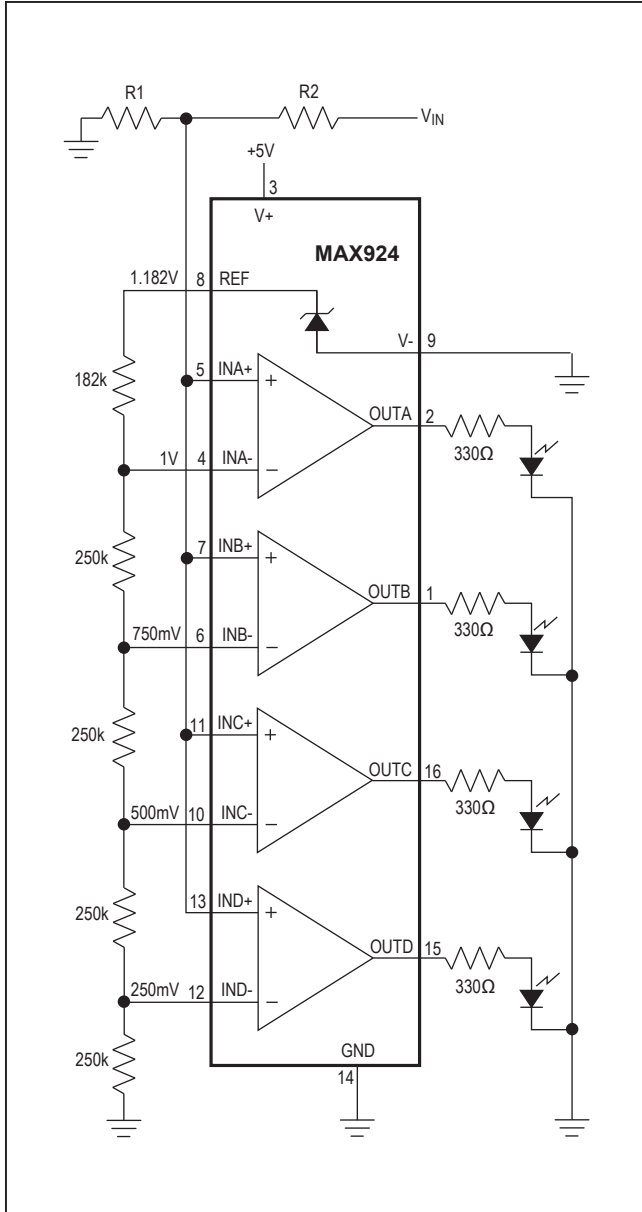 R1
R2
VIN
+5V
3
V+
MAX924
1.182V 8 REF
V- 9
182k
5 INA+
+
OUTA 2
330Ω
1V 4 INA-
−
250k
7 INB+
+
OUTB 1
330Ω
750mV 6 INB-
−
250k
11 INC+
+
OUTC 16
330Ω
500mV 10 INC-
−
250k
13 IND+
+
OUTD 15
330Ω
250mV 12 IND-
−
250k
GND
14